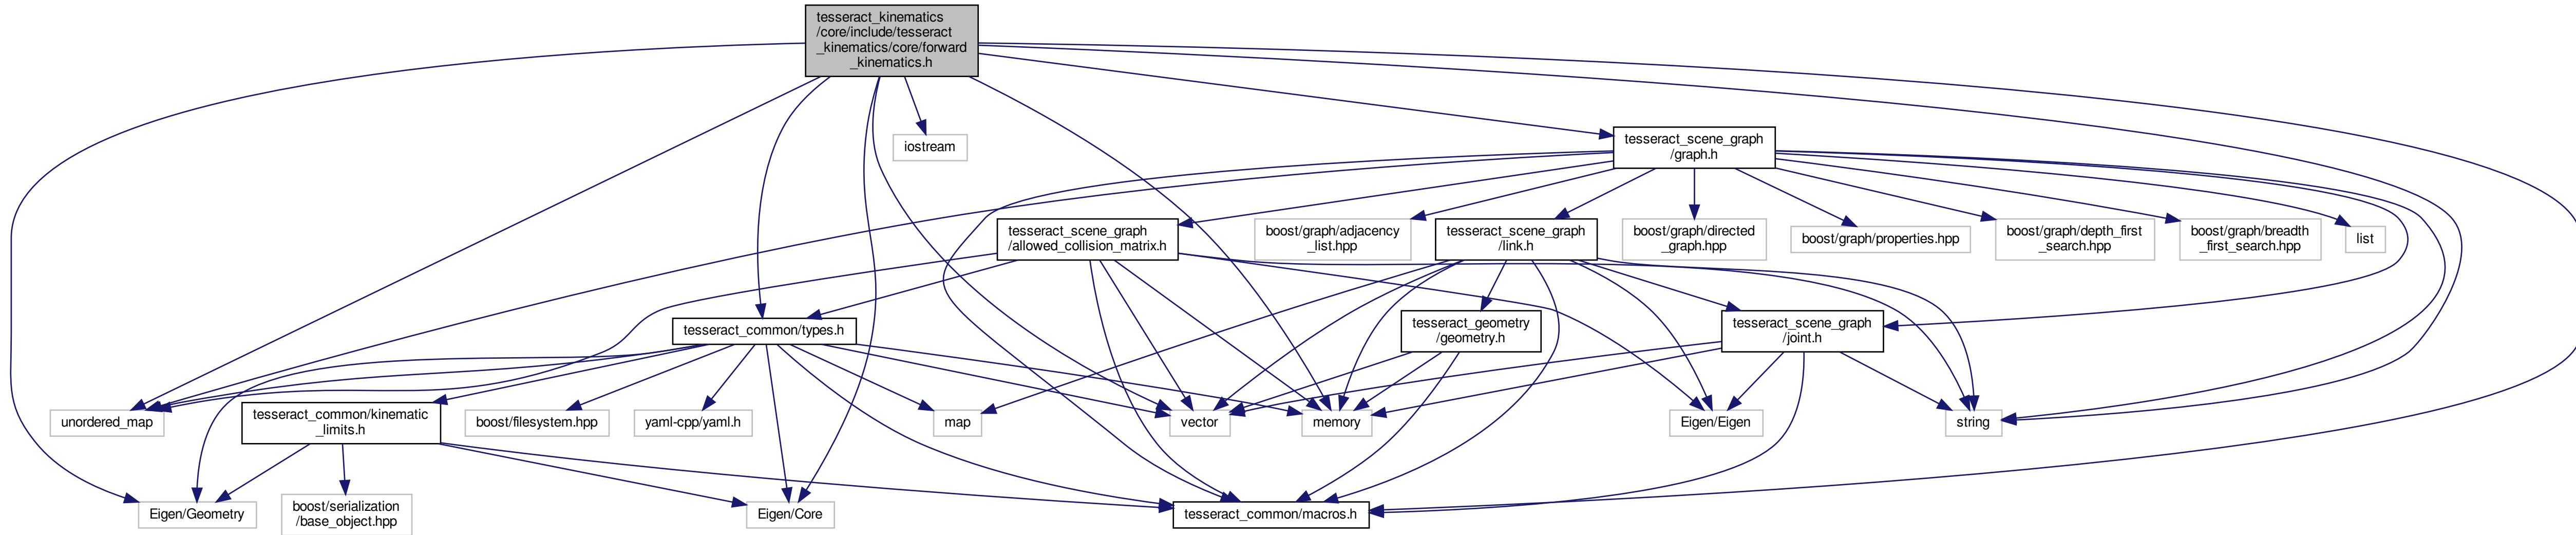 tesseract_kinematics
/core/include/tesseract
_kinematics/core/forward
_kinematics.h
iostream
tesseract_scene_graph
/graph.h
tesseract_scene_graph
/allowed_collision_matrix.h
boost/graph/adjacency
_list.hpp
tesseract_scene_graph
/link.h
boost/graph/directed
_graph.hpp
boost/graph/properties.hpp
boost/graph/depth_first
_search.hpp
boost/graph/breadth
_first_search.hpp
list
tesseract_common/types.h
tesseract_geometry
/geometry.h
tesseract_scene_graph
/joint.h
unordered_map
tesseract_common/kinematic
_limits.h
boost/filesystem.hpp
yaml-cpp/yaml.h
map
vector
memory
Eigen/Eigen
string
Eigen/Geometry
boost/serialization
/base_object.hpp
Eigen/Core
tesseract_common/macros.h